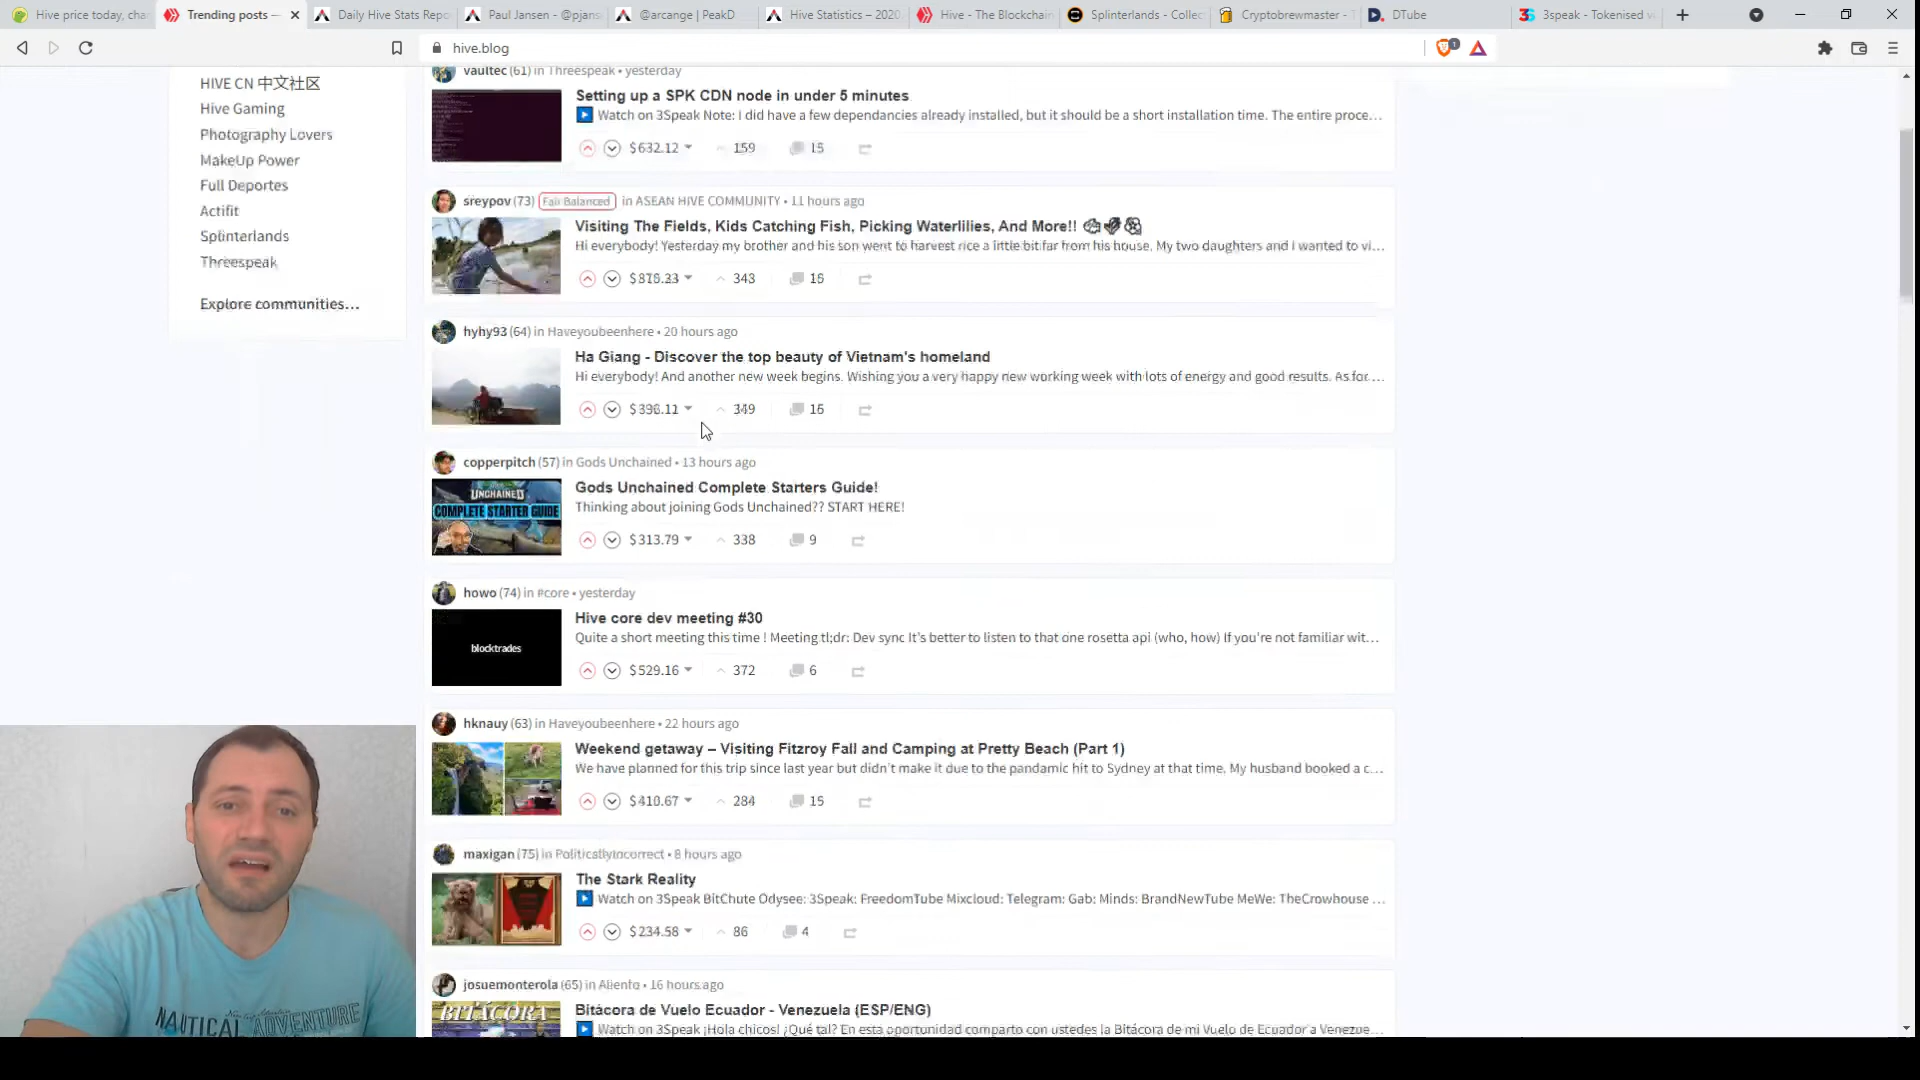 Hive price today, cha
Trending posts —
Daily Hive Stats Repo
Paul Jansen - @pjans
@arcange | PeakD
Hive Statistics – 2020
Hive - The Blockchain
Splinterlands - Collec
Cryptobrewmaster - T
DTube
3speak - Tokenised v
hive.blog
HIVE CN 中文社区
Hive Gaming
Photography Lovers
MakeUp Power
Full Deportes
Actifit
Splinterlands
Threespeak
Explore communities...
vaultec (61) in Threespeak • yesterday
Setting up a SPK CDN node in under 5 minutes
Watch on 3Speak Note: I did have a few dependancies already installed, but it should be a short installation time. The entire proce...
$632.12 159 15
sreypov (73) Fair Balanced in ASEAN HIVE COMMUNITY • 11 hours ago
Visiting The Fields, Kids Catching Fish, Picking Waterlilies, And More!!
Hi everybody! Yesterday my brother and his son went to harvest rice a little bit far from his house. My two daughters and I wanted to vi...
343 16
hyhy93 (64) in Haveyoubeenhere • 20 hours ago
Ha Giang - Discover the top beauty of Vietnam's homeland
Hi everybody! And another new week begins. Wishing you a very happy new working week with lots of energy and good results. As for...
349 16
copperpitch (57) in Gods Unchained • 13 hours ago
UNCHAINED
COMPLETE STARTER GUIDE
Gods Unchained Complete Starters Guide!
Thinking about joining Gods Unchained?? START HERE!
$313.79 338 9
howo (74) in #core • yesterday
blocktrades
Hive core dev meeting #30
Quite a short meeting this time ! Meeting tl;dr: Dev sync It's better to listen to that one rosetta api (who, how) If you're not familiar wit...
$529.16 372 6
hknauy (63) in Haveyoubeenhere • 22 hours ago
Weekend getaway – Visiting Fitzroy Fall and Camping at Pretty Beach (Part 1)
We have planned for this trip since last year but didn't make it due to the pandemic hit to Sydney at that time. My husband booked a c...
$410.67 284 15
maxigan (75) in PoliticallyIncorrect • 8 hours ago
The Stark Reality
Watch on 3Speak BitChute Odysee: 3Speak: FreedomTube Mixcloud: Telegram: Gab: Minds: BrandNewTube MeWe: TheCrowhouse ...
$234.58 86 4
josuemonterola (65) in Aliento • 16 hours ago
BITÁCORA
Bitácora de Vuelo Ecuador - Venezuela (ESP/ENG)
Watch on 3Speak ¡Hola chicos! ¿Qué tal? En esta oportunidad comparto con ustedes la Bitácora de mi Vuelo de Ecuador a Venezue...
NAUTICAL ADVENTURE